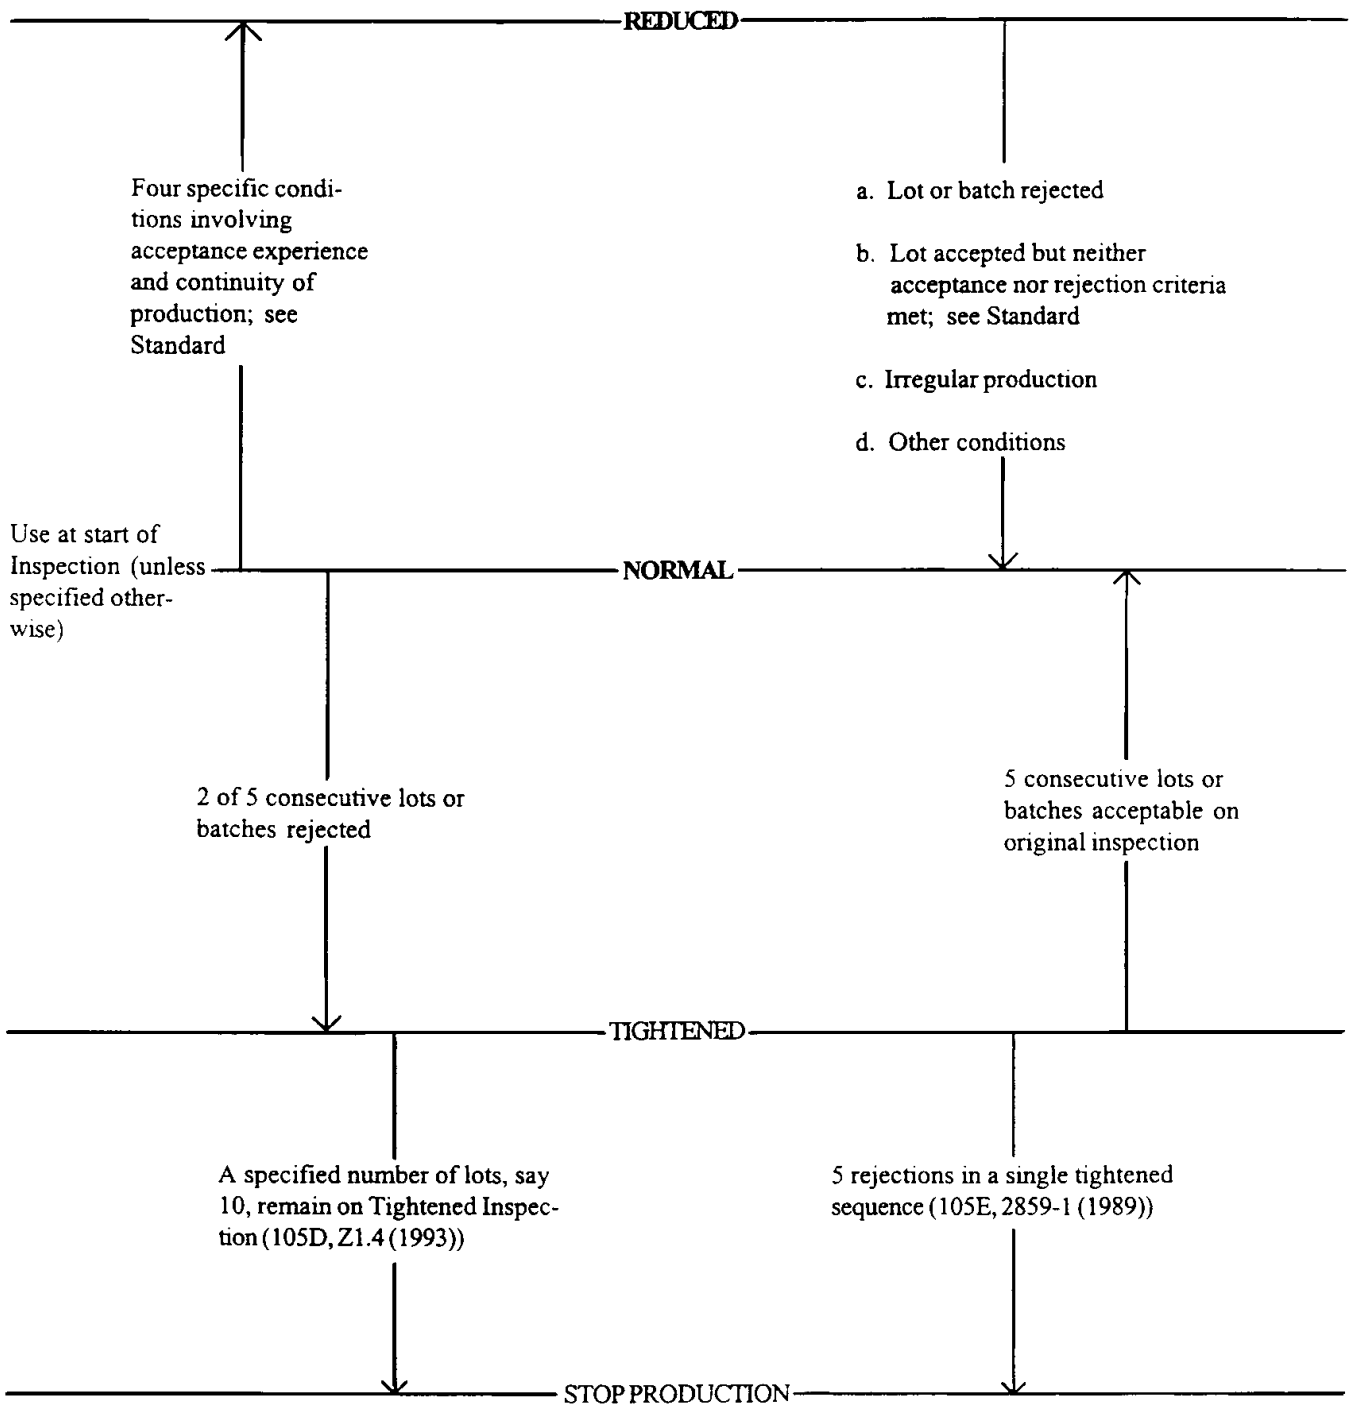 REDUCED
Four specific condi-
tions involving
acceptance experience
and continuity of
production; see
Standard
a. Lot or batch rejected
b. Lot accepted but neither
acceptance nor rejection criteria
met; see Standard
c. Irregular production
d. Other conditions
Use at start of
Inspection (unless
specified other-
wise)
NORMAL
2 of 5 consecutive lots or
batches rejected
5 consecutive lots or
batches acceptable on
original inspection
TIGHTENED
A specified number of lots, say
10, remain on Tightened Inspec-
tion (105D, Z1.4 (1993))
5 rejections in a single tightened
sequence (105E, 2859-1 (1989))
STOP PRODUCTION